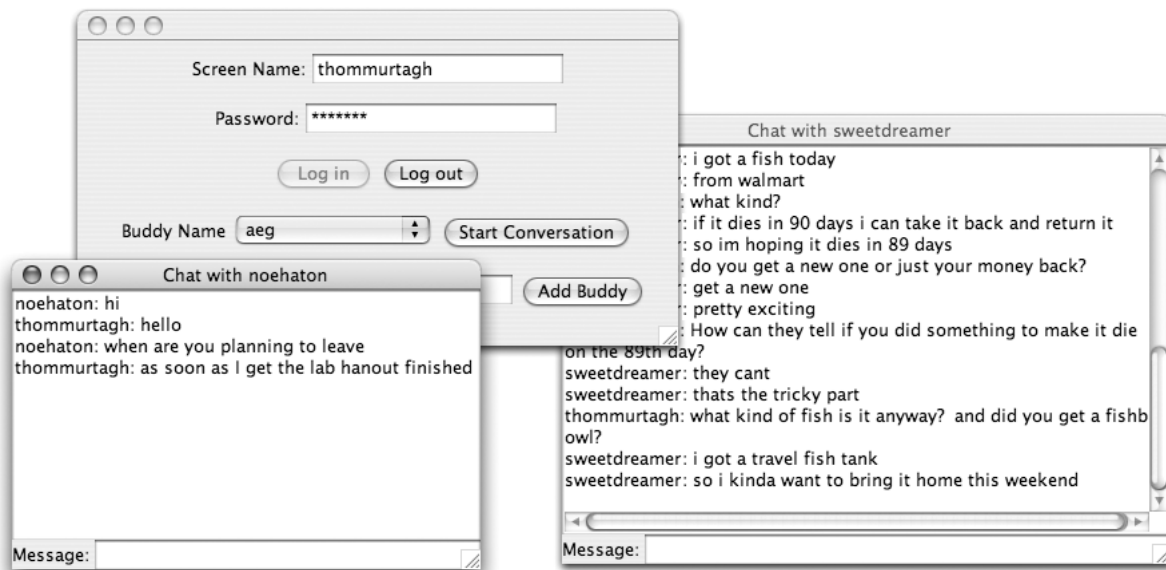 Screen Name: thommurtagh
Password: *******
Log in Log out
Buddy Name aeg Start Conversation
Add Buddy
Chat with noehaton
noehaton: hi
thommurtagh: hello
noehaton: when are you planning to leave
thommurtagh: as soon as I get the lab hanout finished
Message:
Chat with sweetdreamer
: i got a fish today
: from walmart
: what kind?
: if it dies in 90 days i can take it back and return it
: so im hoping it dies in 89 days
: do you get a new one or just your money back?
: get a new one
: pretty exciting
: How can they tell if you did something to make it die
on the 89th day?
sweetdreamer: they cant
sweetdreamer: thats the tricky part
thommurtagh: what kind of fish is it anyway?  and did you get a fishb
owl?
sweetdreamer: i got a travel fish tank
sweetdreamer: so i kinda want to bring it home this weekend
Message: